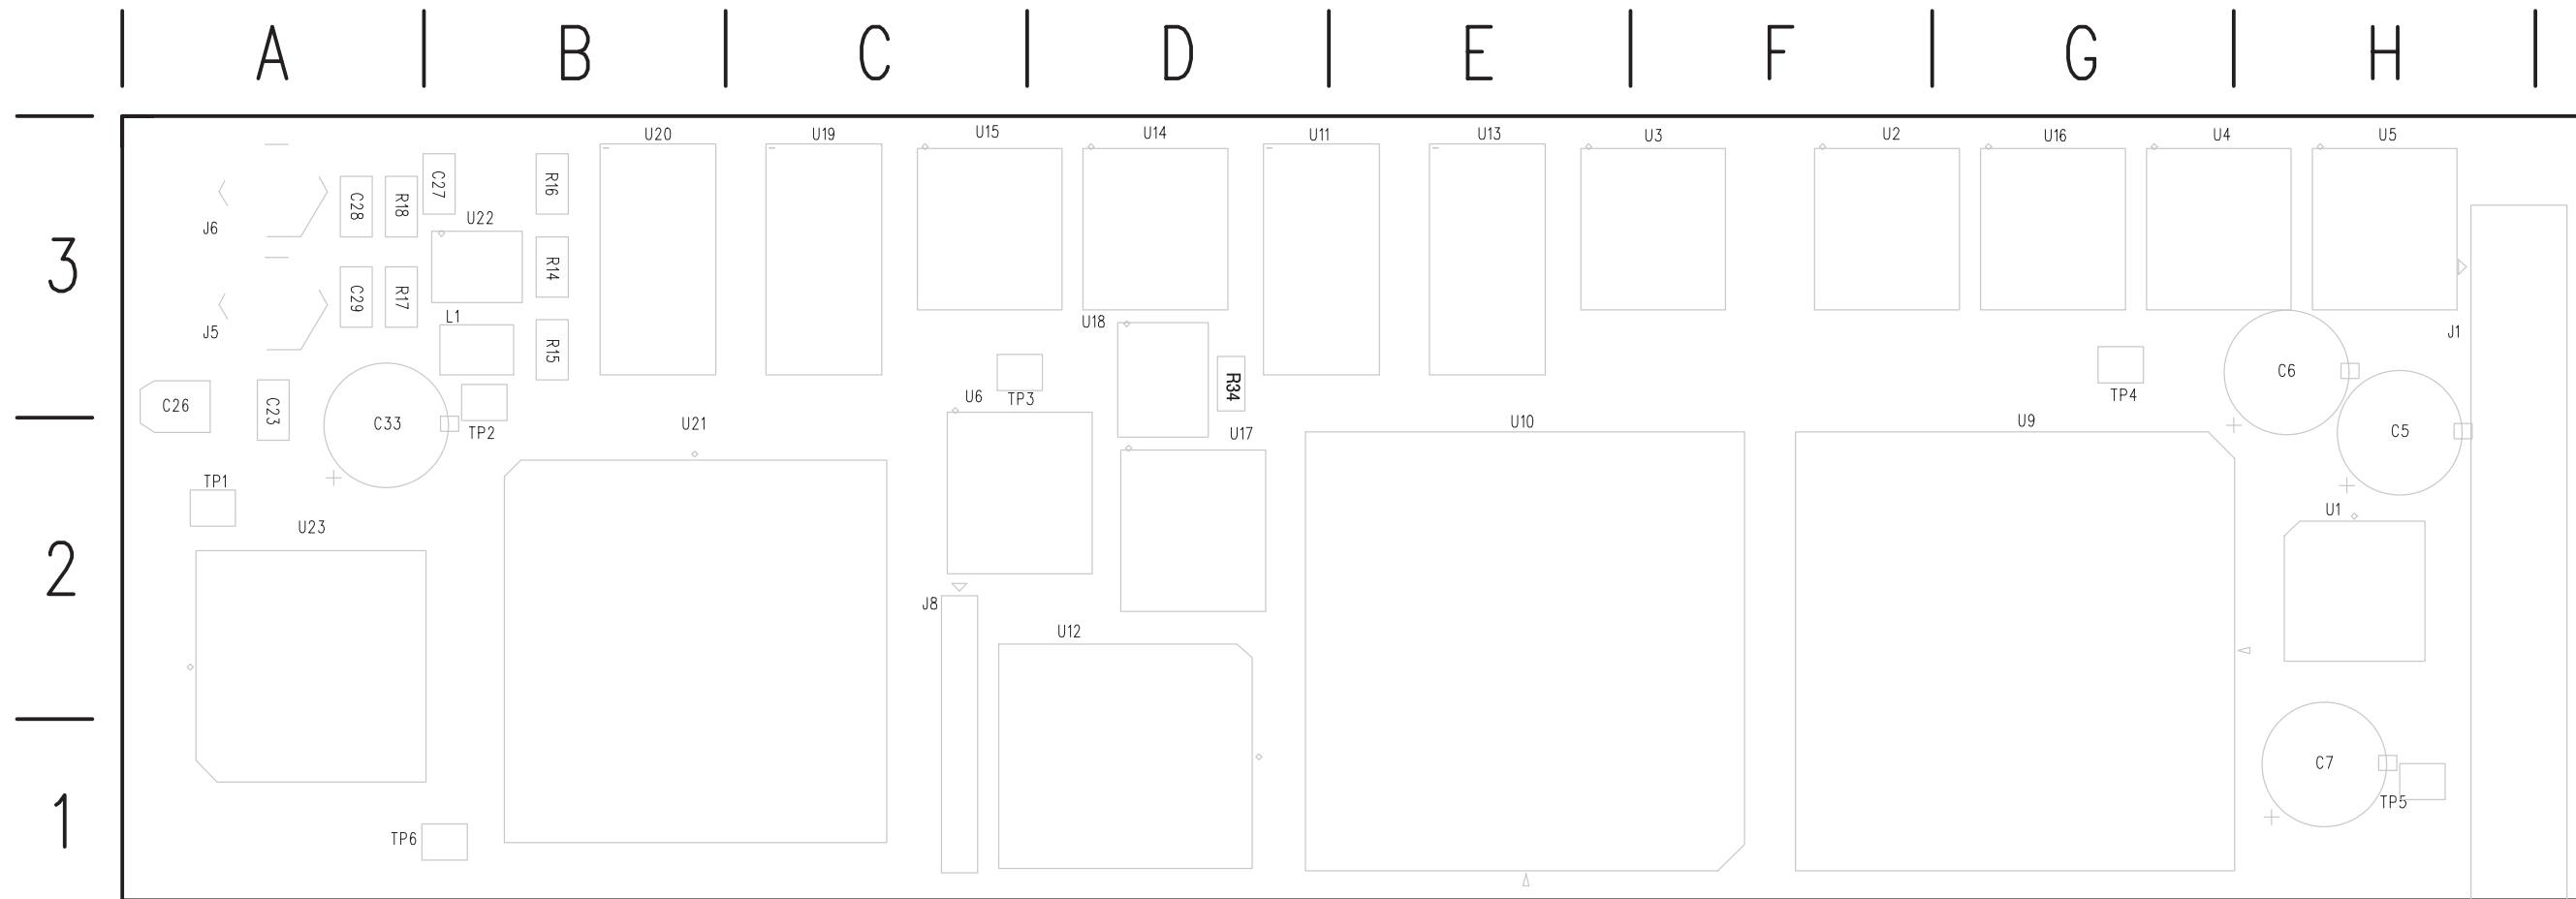 A B C D E F G H
U20 U19 U15 U14 U11 U13 U3 U2 U16 U4 U5
C27 R16
C28 R18
J6 U22
3
R14
C29 R17
J5 L1 U18 J1
R15
C6
R34
C26 C23 U6 TP3 TP4
C33 TP2 U21 U17 U10 U9 C5
TP1
U23 U1
2
J8
U12
C7
TP5
1
TP6